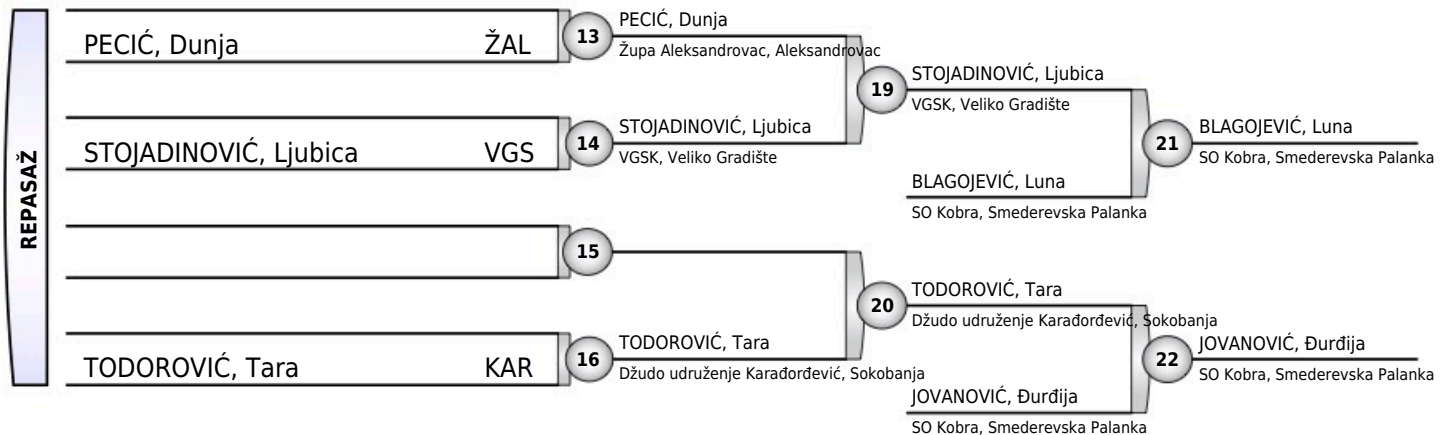 REPASAŽ
PECIĆ, Dunja ŽAL
STOJADINOVIĆ, Ljubica VGS
TODOROVIĆ, Tara KAR
13
PECIĆ, Dunja
Župa Aleksandrovac, Aleksandrovac
14
STOJADINOVIĆ, Ljubica
VGSK, Veliko Gradište
15
16
TODOROVIĆ, Tara
Džudo udruženje Karađorđević, Sokobanja
19
STOJADINOVIĆ, Ljubica
VGSK, Veliko Gradište
BLAGOJEVIĆ, Luna
SO Kobra, Smederevska Palanka
20
TODOROVIĆ, Tara
Džudo udruženje Karađorđević, Sokobanja
JOVANOVIĆ, Đurđija
SO Kobra, Smederevska Palanka
21
BLAGOJEVIĆ, Luna
SO Kobra, Smederevska Palanka
22
JOVANOVIĆ, Đurđija
SO Kobra, Smederevska Palanka